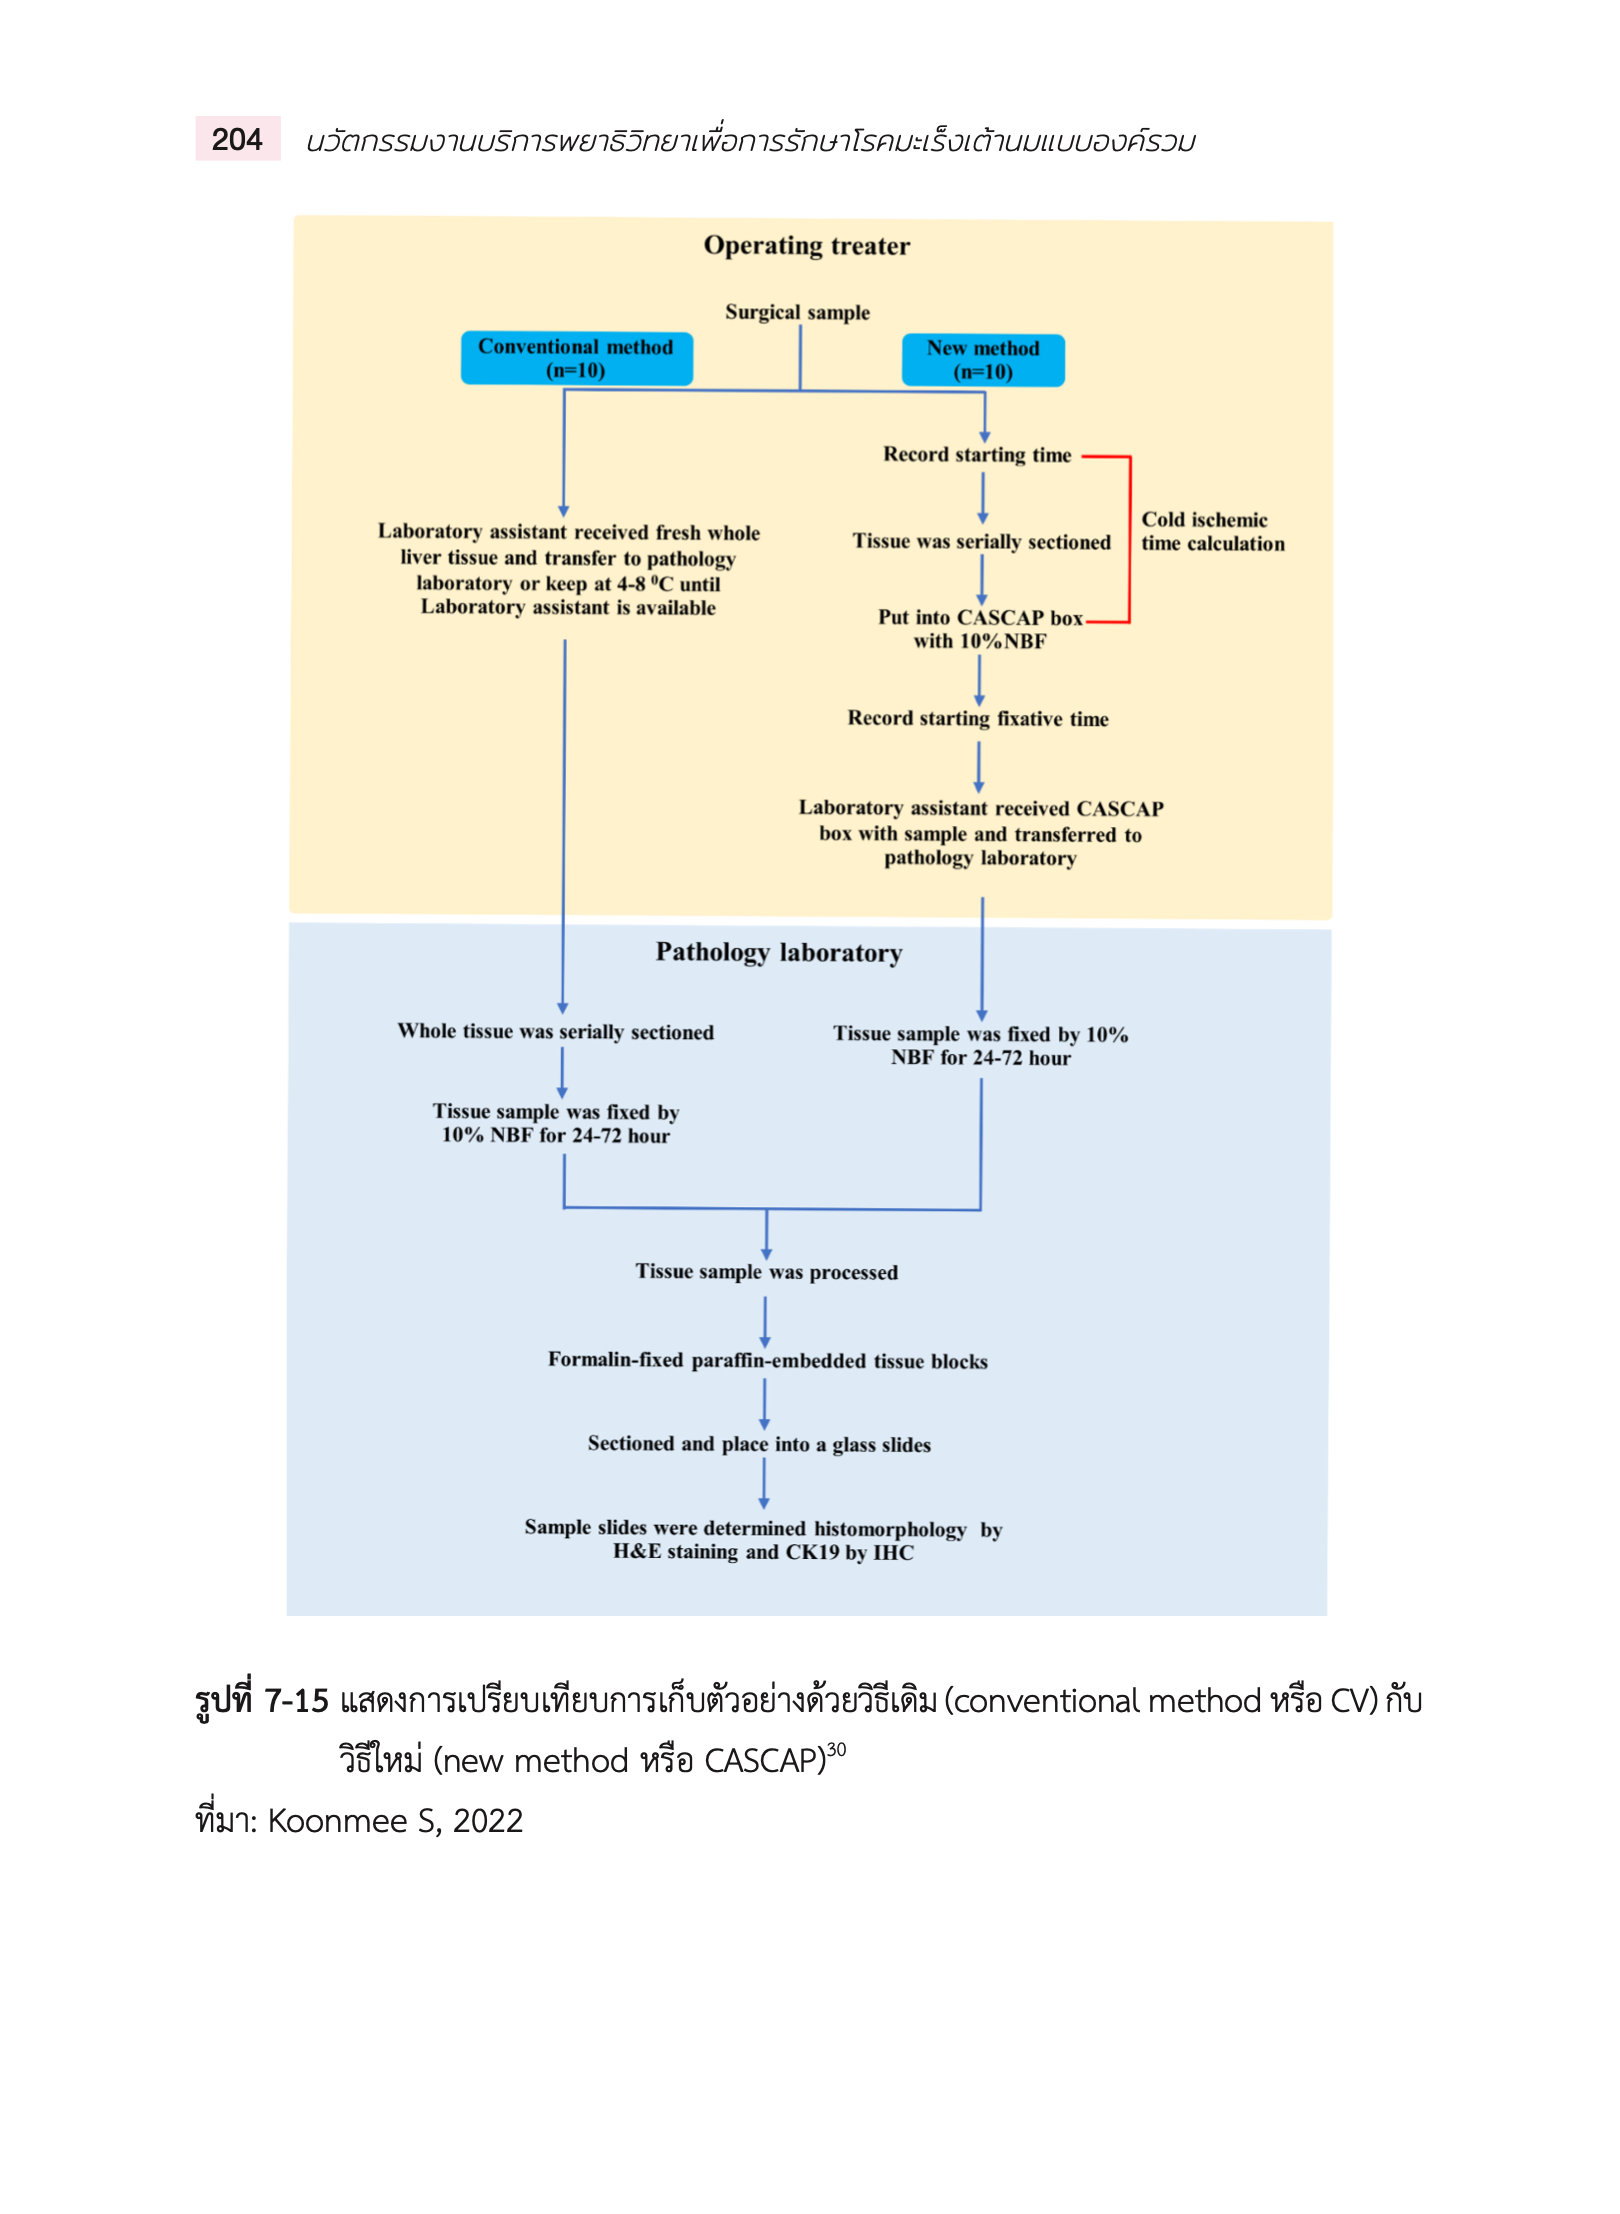 204 นวัตกรรมงานบริการพยาธิวิทยาเพื่อการรักษาโรคมะเร็งเต้านมแบบองค์รวม
Operating treater
Surgical sample
Conventional method
(n=10)
New method
(n=10)
Record starting time
Tissue was serially sectioned
Put into CASCAP box
with 10%NBF
Cold ischemic
time calculation
Laboratory assistant received fresh whole
liver tissue and transfer to pathology
laboratory or keep at 4-8 ⁰C until
Laboratory assistant is available
Record starting fixative time
Laboratory assistant received CASCAP
box with sample and transferred to
pathology laboratory
Pathology laboratory
Whole tissue was serially sectioned
Tissue sample was fixed by
10% NBF for 24-72 hour
Tissue sample was fixed by 10%
NBF for 24-72 hour
Tissue sample was processed
Formalin-fixed paraffin-embedded tissue blocks
Sectioned and place into a glass slides
Sample slides were determined histomorphology by
H&E staining and CK19 by IHC
รูปที่ 7-15 แสดงการเปรียบเทียบการเก็บตัวอย่างด้วยวิธีเดิม (conventional method หรือ CV) กับ
วิธีใหม่ (new method หรือ CASCAP)³⁰
ที่มา: Koonmee S, 2022